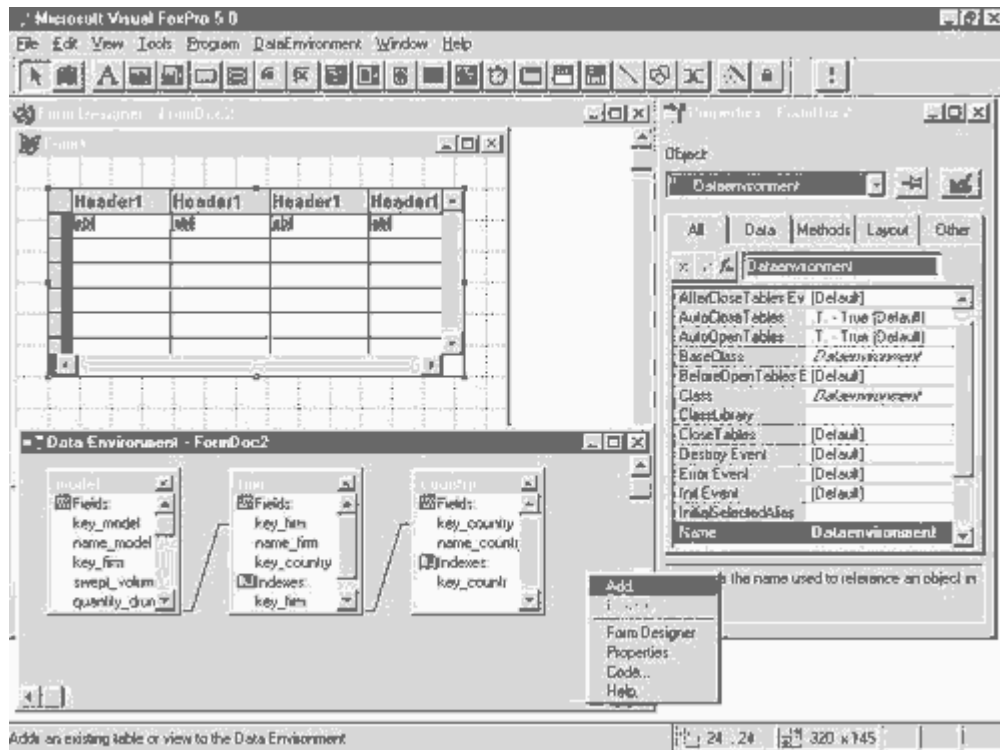 Microsoft Visual FoxPro 5.0
File Edit View Tools Program DataEnvironment Window Help
Form Designer - FormDoc2
Form1
Header1 Header1 Header1 Header1
abl abl abl abl
Properties - FormDoc2
Object:
Dataenvironment
All Data Methods Layout Other
Dataenvironment
AfterCloseTables Ev [Default]
AutoCloseTables .T. - True (Default)
AutoOpenTables .T. - True (Default)
BaseClass Dataenvironment
BeforeOpenTables E [Default]
Class Dataenvironment
ClassLibrary
CloseTables [Default]
Destroy Event [Default]
Error Event [Default]
Init Event [Default]
InitialSelectedAlias
Name Dataenvironment
the name used to reference an object in
Data Environment - FormDoc2
model
Fields:
key_model
name_model
key_firm
swept_volum
quantity_drum
firm
Fields:
key_firm
name_firm
key_country
Indexes:
key_firm
country
Fields:
key_country
name_countr
Indexes:
key_countr
Add...
Form Designer
Properties...
Code...
Help...
Adds an existing table or view to the Data Environment
24 , 24 320 x 145